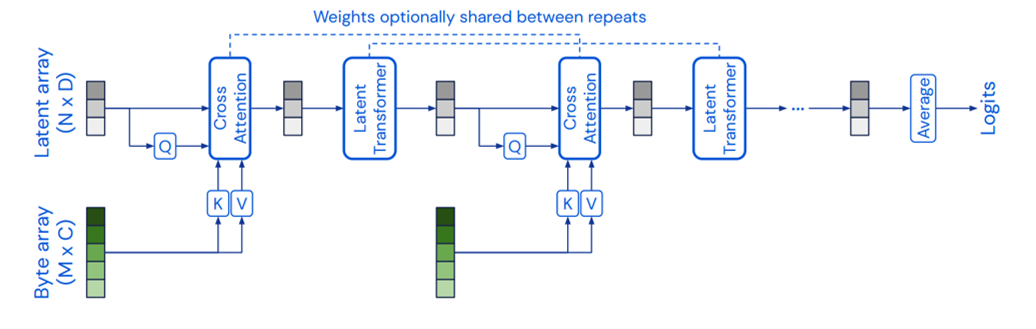 Weights optionally shared between repeats
Latent array
(N x D)
Cross
Attention
Latent
Transformer
Cross
Attention
Latent
Transformer
...
Average
Logits
Q
Q
K
V
K
V
Byte array
(M x C)